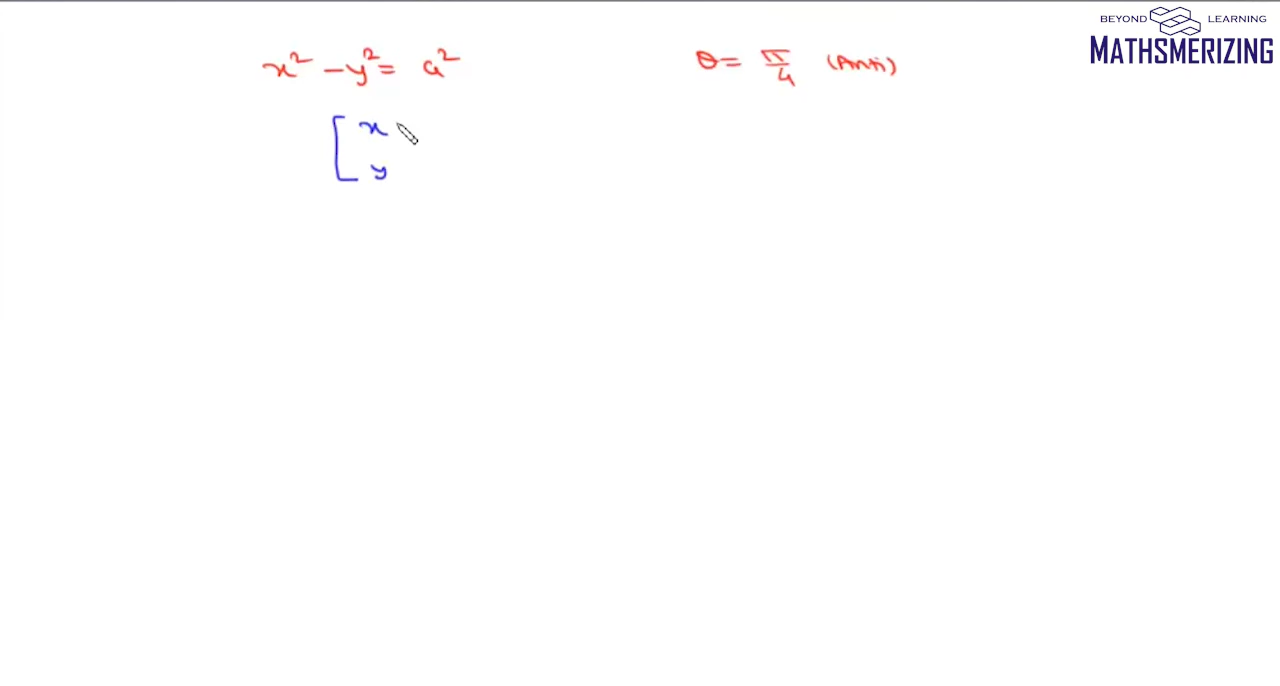 BEYOND LEARNING
MATHSMERIZING
x² - y² = a²
θ = π/4 (Anti)
x
y